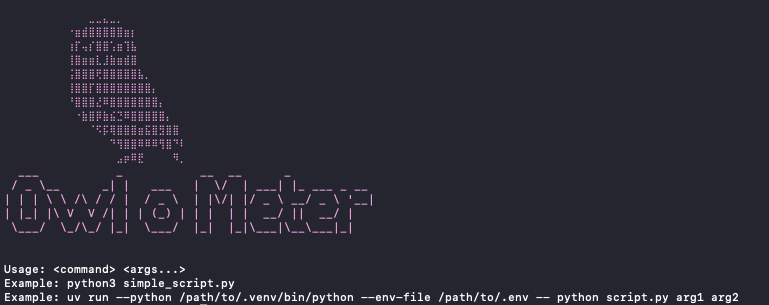 OwloMeter
Usage: <command> <args...>
Example: python3 simple_script.py
Example: uv run --python /path/to/.venv/bin/python --env-file /path/to/.env -- python script.py arg1 arg2